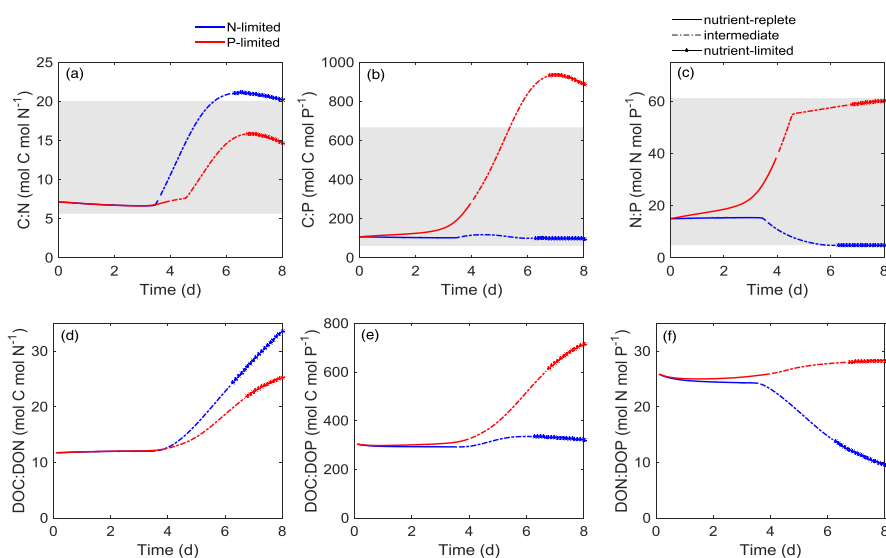 N-limited
P-limited
nutrient-replete
intermediate
nutrient-limited
(a)
C:N (mol C mol N⁻¹)
25
20
15
10
5
0
0 2 4 6 8
Time (d)
(b)
C:P (mol C mol P⁻¹)
1000
800
600
400
200
0
0 2 4 6 8
Time (d)
(c)
N:P (mol N mol P⁻¹)
60
40
20
0
0 2 4 6 8
Time (d)
(d)
DOC:DON (mol C mol N⁻¹)
30
20
10
0
0 2 4 6 8
Time (d)
(e)
DOC:DOP (mol C mol P⁻¹)
800
600
400
200
0
0 2 4 6 8
Time (d)
(f)
DON:DOP (mol N mol P⁻¹)
30
20
10
0
0 2 4 6 8
Time (d)